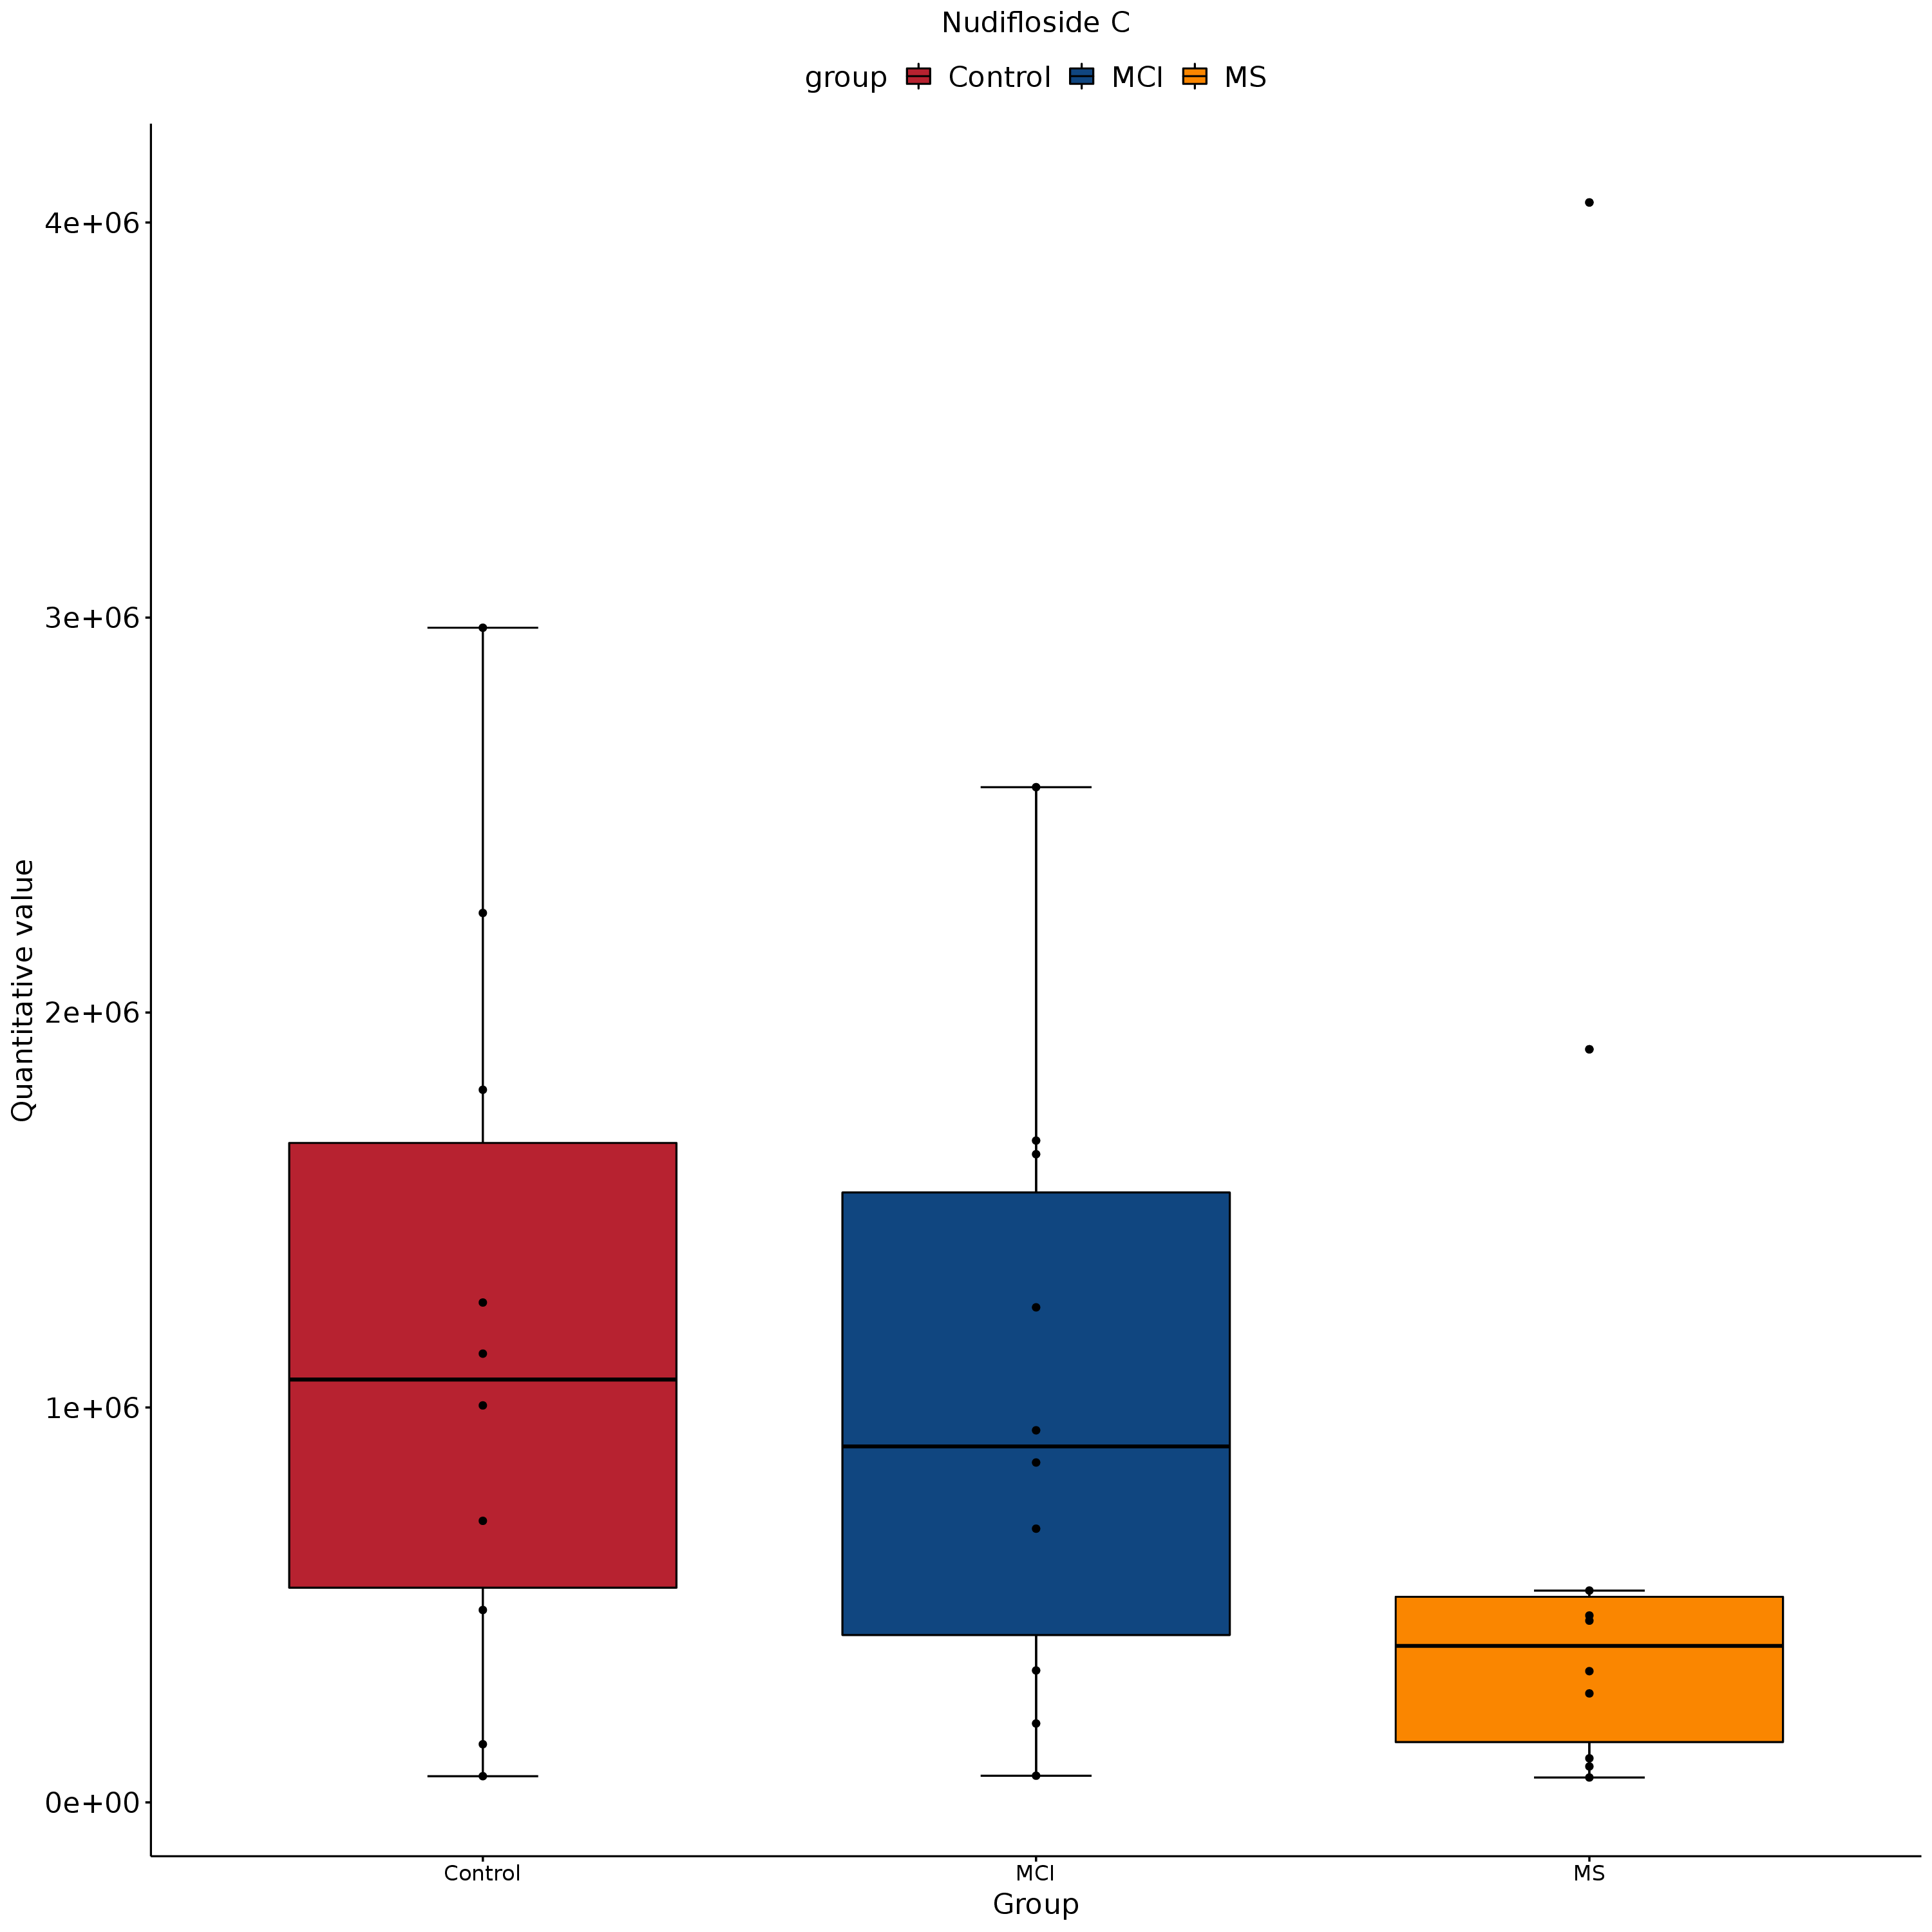 Nudifloside C
group Control MCI MS
4e+06
3e+06
2e+06
1e+06
0e+00
Quantitative value
Control MCI MS
Group